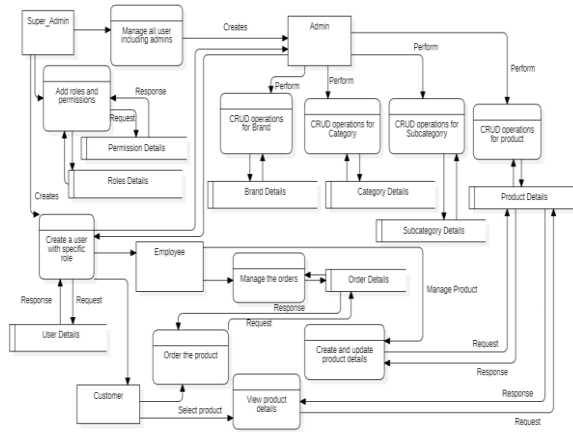 Super_Admin
Manage all user
including admins
Creates
Admin
Perform
Perform
Perform
Perform
Add roles and
permissions
Response
Request
CRUD operations
for Brand
CRUD operations for
Category
CRUD operations for
Subcategory
CRUD operations
for product
Permission Details
Roles Details
Brand Details
Category Details
Product Details
Creates
Subcategory Details
Create a user
with specific
role
Employee
Manage the orders
Order Details
Manage Product
Response
Request
Response
Request
User Details
Order the product
Create and update
product details
Request
Response
Customer
Select product
View product
details
Response
Request